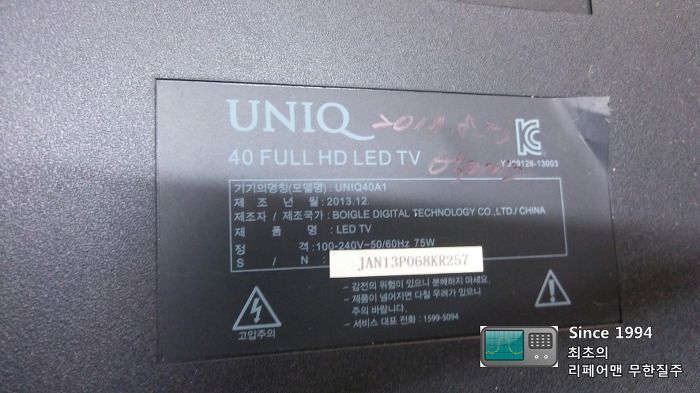 UNIQ
40 FULL HD LED TV
기기의명칭(모델명) : UNIQ40A1
제 조 년 월 : 2013.12.
제조자 / 제조국가 : BOIGLE DIGITAL TECHNOLOGY CO.,LTD./ CHINA
제 품 명 : LED TV
정 격 : 100-240V~50/60Hz 75W
S / N :
JAN13P068KR257
- 감전의 위험이 있으니 분해하지 마세요.
- 제품이 넘어지면 다칠 우려가 있으니
주의 바랍니다.
- 서비스 대표 전화 : 1599-5094
고압주의
Since 1994
최초의
리페어맨 무한질주